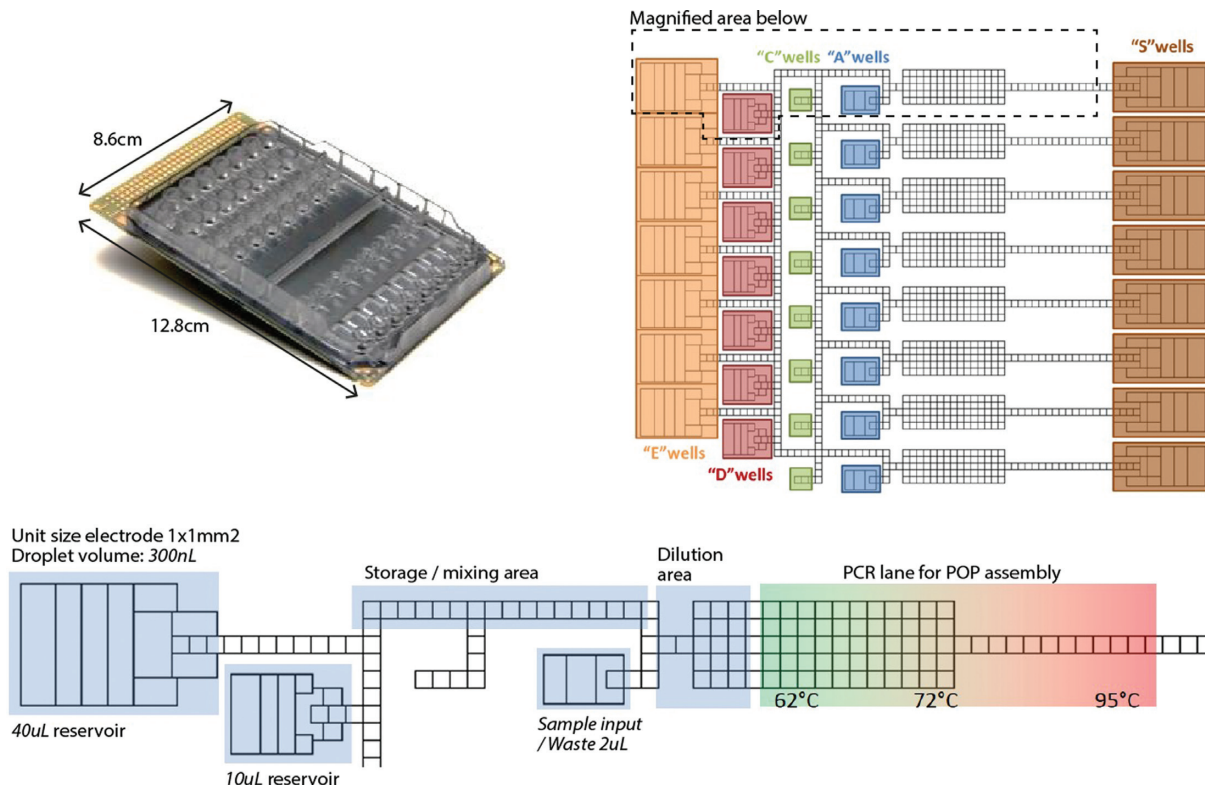 Magnified area below
“C”wells
“A”wells
“S”wells
8.6cm
12.8cm
“E”wells
“D”wells
Unit size electrode 1x1mm2
Droplet volume: 300nL
Storage / mixing area
Dilution
area
PCR lane for POP assembly
62°C
72°C
95°C
40uL reservoir
Sample input
/ Waste 2uL
10uL reservoir